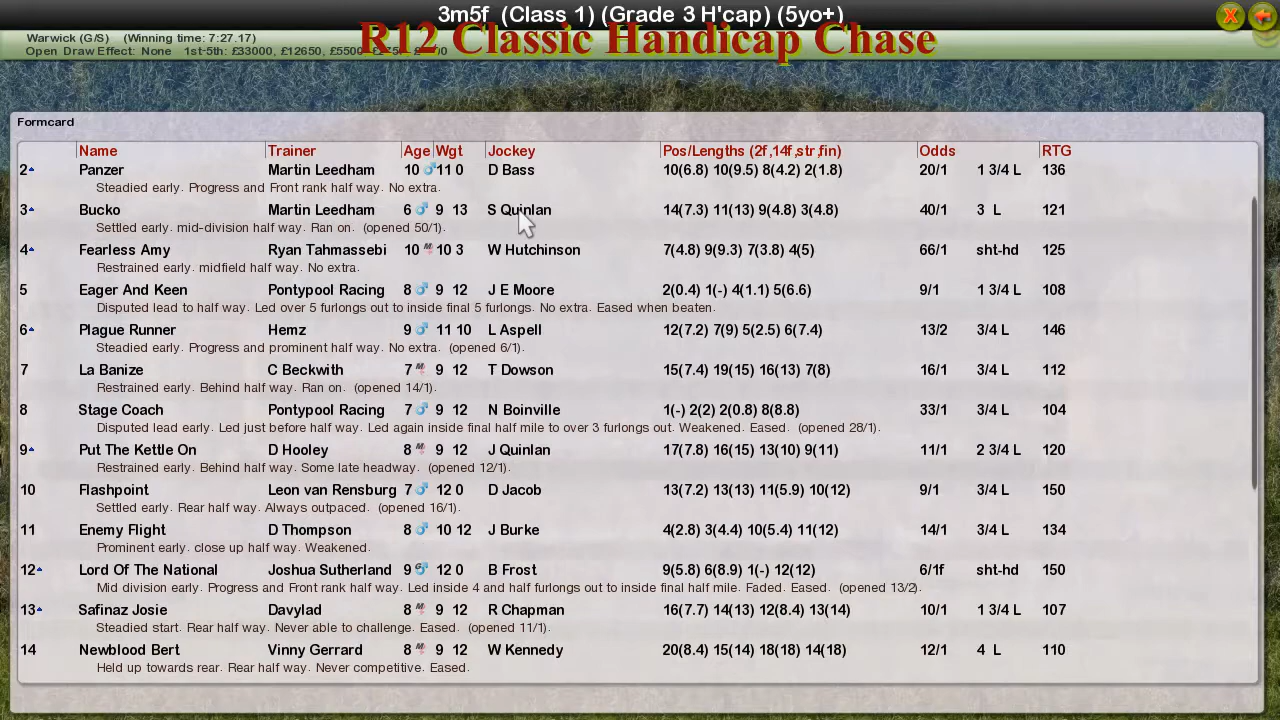 3m5f (Class 1) (Grade 3 H'cap) (5yo+)
R12 Classic Handicap Chase
Warwick (G/S) (Winning time: 7:27.17)
Open Draw Effect: None 1st-5th: £33000, £12650, £5500,
Formcard
Name Trainer Age Wgt Jockey Pos/Lengths (2f,14f,str,fin) Odds RTG
2 Panzer Martin Leedham 10 11 0 D Bass 10(6.8) 10(9.5) 8(4.2) 2(1.8) 20/1 1 3/4 L 136
Steadied early. Progress and Front rank half way. No extra.
3 Bucko Martin Leedham 6 9 13 S Quinlan 14(7.3) 11(13) 9(4.8) 3(4.8) 40/1 3 L 121
Settled early. mid-division half way. Ran on. (opened 50/1).
4 Fearless Amy Ryan Tahmassebi 10 10 3 W Hutchinson 7(4.8) 9(9.3) 7(3.8) 4(5) 66/1 sht-hd 125
Restrained early. midfield half way. No extra.
5 Eager And Keen Pontypool Racing 8 9 12 J E Moore 2(0.4) 1(-) 4(1.1) 5(6.6) 9/1 1 3/4 L 108
Disputed lead to half way. Led over 5 furlongs out to inside final 5 furlongs. No extra. Eased when beaten.
6 Plague Runner Hemz 9 11 10 L Aspell 12(7.2) 7(9) 5(2.5) 6(7.4) 13/2 3/4 L 146
Steadied early. Progress and prominent half way. No extra. (opened 6/1).
7 La Banize C Beckwith 7 9 12 T Dowson 15(7.4) 19(15) 16(13) 7(8) 16/1 3/4 L 112
Restrained early. Behind half way. Ran on. (opened 14/1).
8 Stage Coach Pontypool Racing 7 9 12 N Boinville 1(-) 2(2) 2(0.8) 8(8.8) 33/1 3/4 L 104
Disputed lead early. Led just before half way. Led again inside final half mile to over 3 furlongs out. Weakened. Eased. (opened 28/1).
9 Put The Kettle On D Hooley 8 9 12 J Quinlan 17(7.8) 16(15) 13(10) 9(11) 11/1 2 3/4 L 120
Restrained early. Behind half way. Some late headway. (opened 12/1).
10 Flashpoint Leon van Rensburg 7 12 0 D Jacob 13(7.2) 13(13) 11(5.9) 10(12) 9/1 3/4 L 150
Settled early. Rear half way. Always outpaced. (opened 16/1).
11 Enemy Flight D Thompson 8 10 12 J Burke 4(2.8) 3(4.4) 10(5.4) 11(12) 14/1 3/4 L 134
Prominent early. close up half way. Weakened.
12 Lord Of The National Joshua Sutherland 9 12 0 B Frost 9(5.8) 6(8.9) 1(-) 12(12) 6/1f sht-hd 150
Mid division early. Progress and Front rank half way. Led inside 4 and half furlongs out to inside final half mile. Faded. Eased. (opened 13/2).
13 Safinaz Josie Davylad 8 9 12 R Chapman 16(7.7) 14(13) 12(8.4) 13(14) 10/1 1 3/4 L 107
Steadied start. Rear half way. Never able to challenge. Eased. (opened 11/1).
14 Newblood Bert Vinny Gerrard 8 9 12 W Kennedy 20(8.4) 15(14) 18(18) 14(18) 12/1 4 L 110
Held up towards rear. Rear half way. Never competitive. Eased.